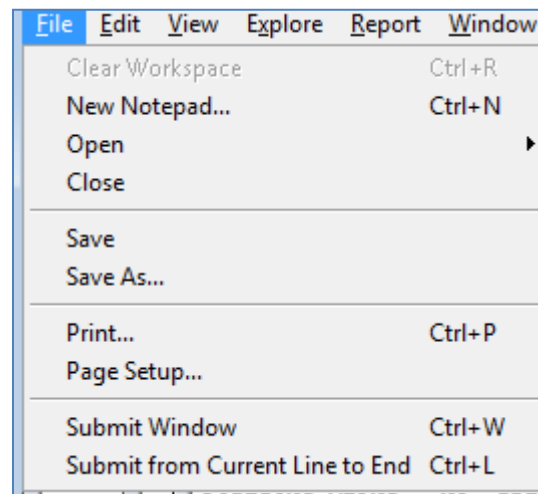 File Edit View Explore Report Window
Clear Workspace Ctrl+R
New Notepad... Ctrl+N
Open
Close
Save
Save As...
Print... Ctrl+P
Page Setup...
Submit Window Ctrl+W
Submit from Current Line to End Ctrl+L